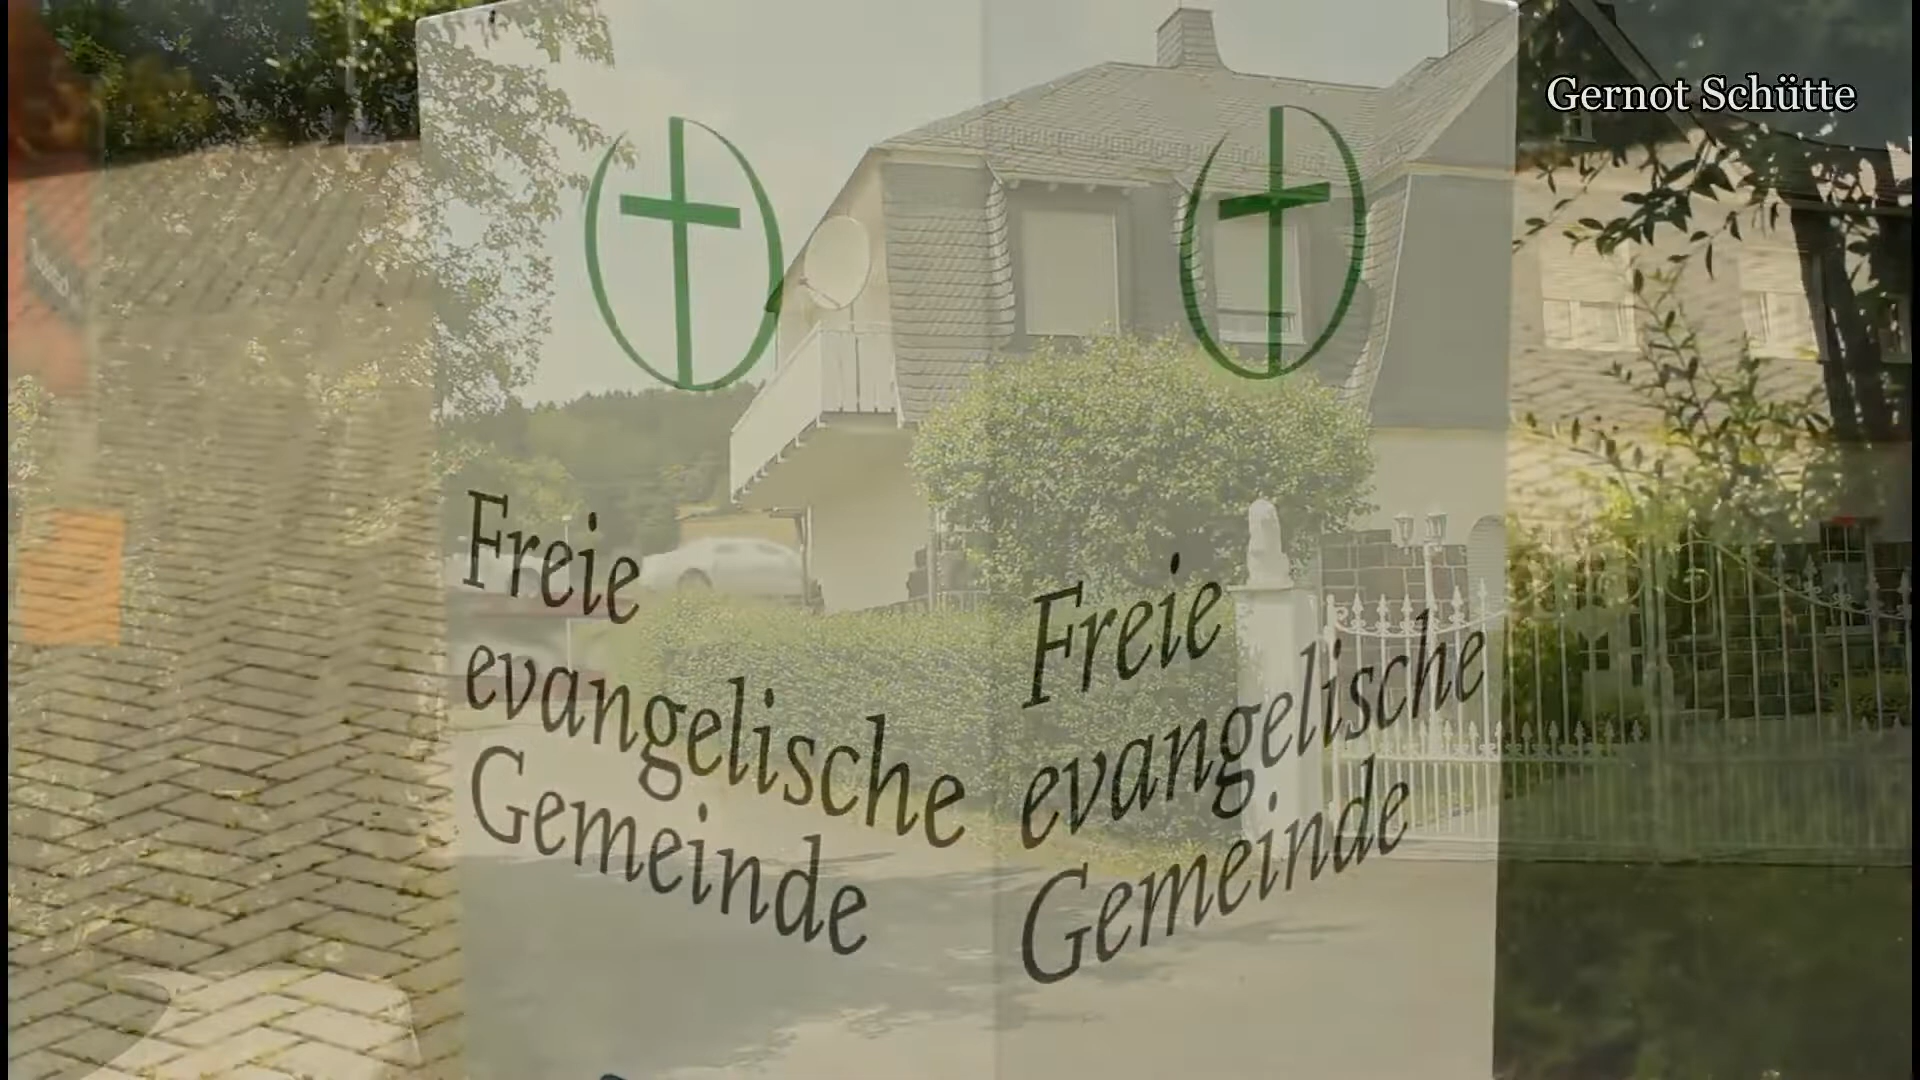 Gernot Schütte
Freie
evangelische
Gemeinde
Freie
evangelische
Gemeinde